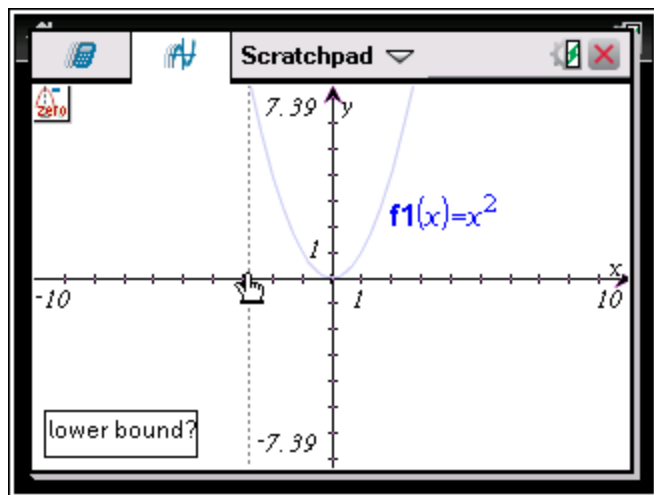 Scratchpad
zero
7.39 y
f1(x)=x²
1
x
-10 1 10
lower bound?
-7.39